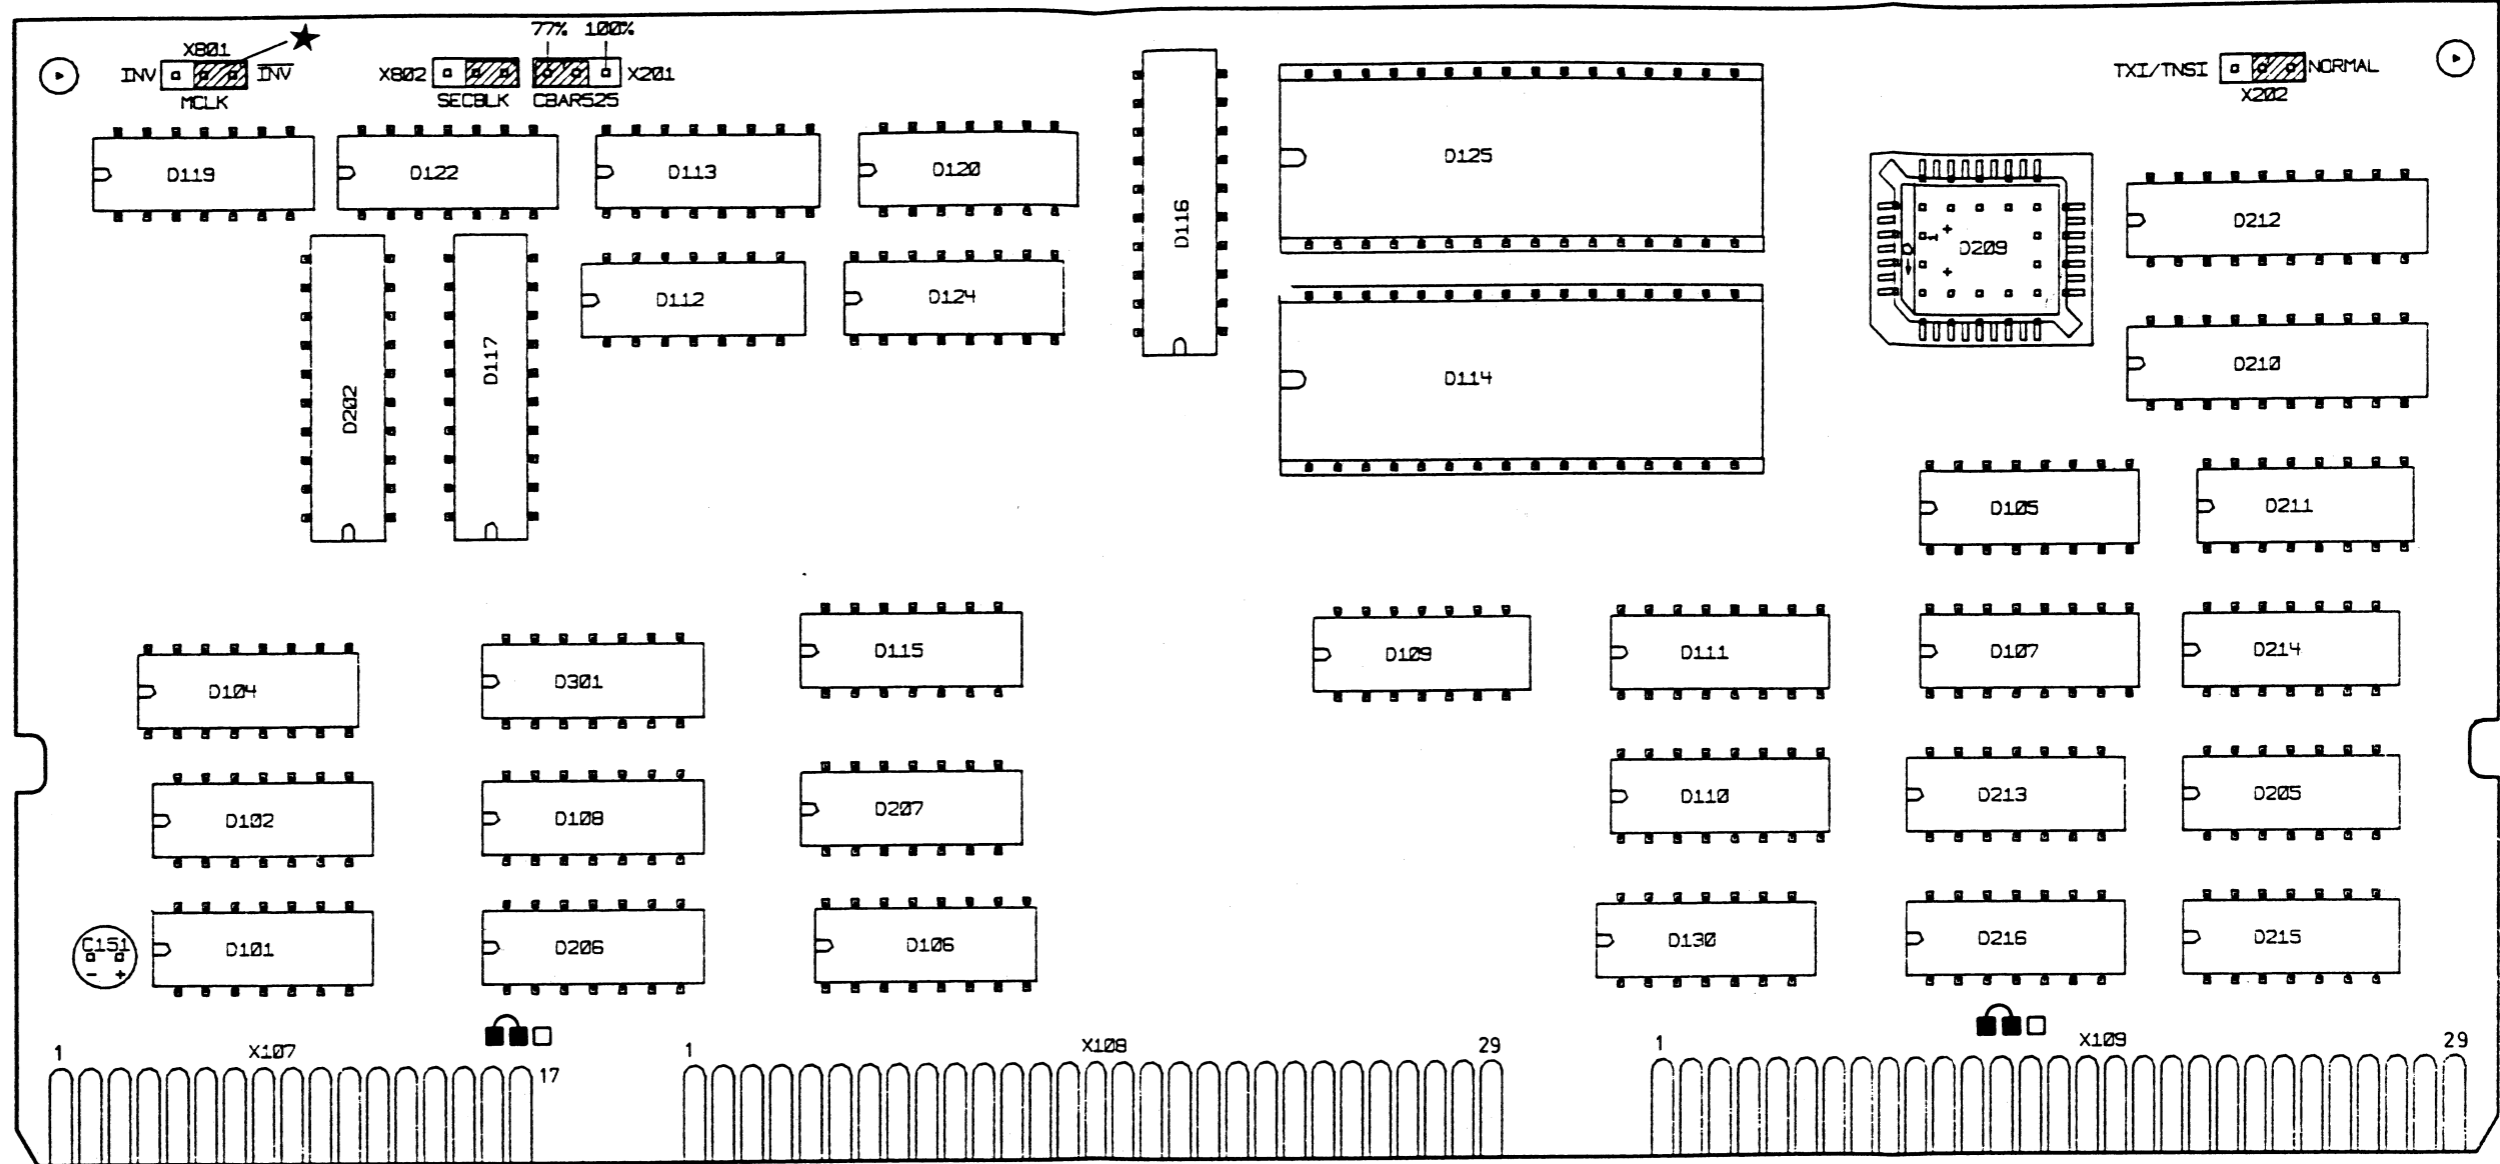 77% 100%
X801
INV INV
MCLK
X802 X201
SECBLK CBAR525
TXI/TNSI NORMAL
X202
D119 D122 D113 D120 D125
D116
D212
D209
1
D112 D124
D117
D202
D114
D210
D105 D211
D104 D301 D115 D109 D111 D107 D214
D102 D108 D207 D110 D213 D205
C151
- +
D101 D206 D106 D130 D216 D215
1 X107 17
1 X108 29
1 X109 29